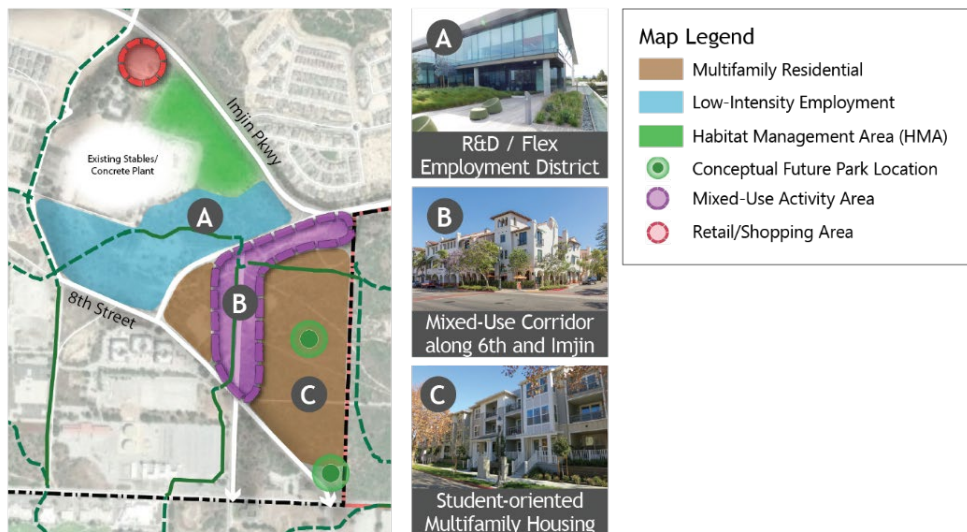 Imjin Pkwy
Existing Stables/
Concrete Plant
A
8th Street
B
C
A
R&D / Flex
Employment District
B
Mixed-Use Corridor
along 6th and Imjin
C
Student-oriented
Multifamily Housing
Map Legend
Multifamily Residential
Low-Intensity Employment
Habitat Management Area (HMA)
Conceptual Future Park Location
Mixed-Use Activity Area
Retail/Shopping Area